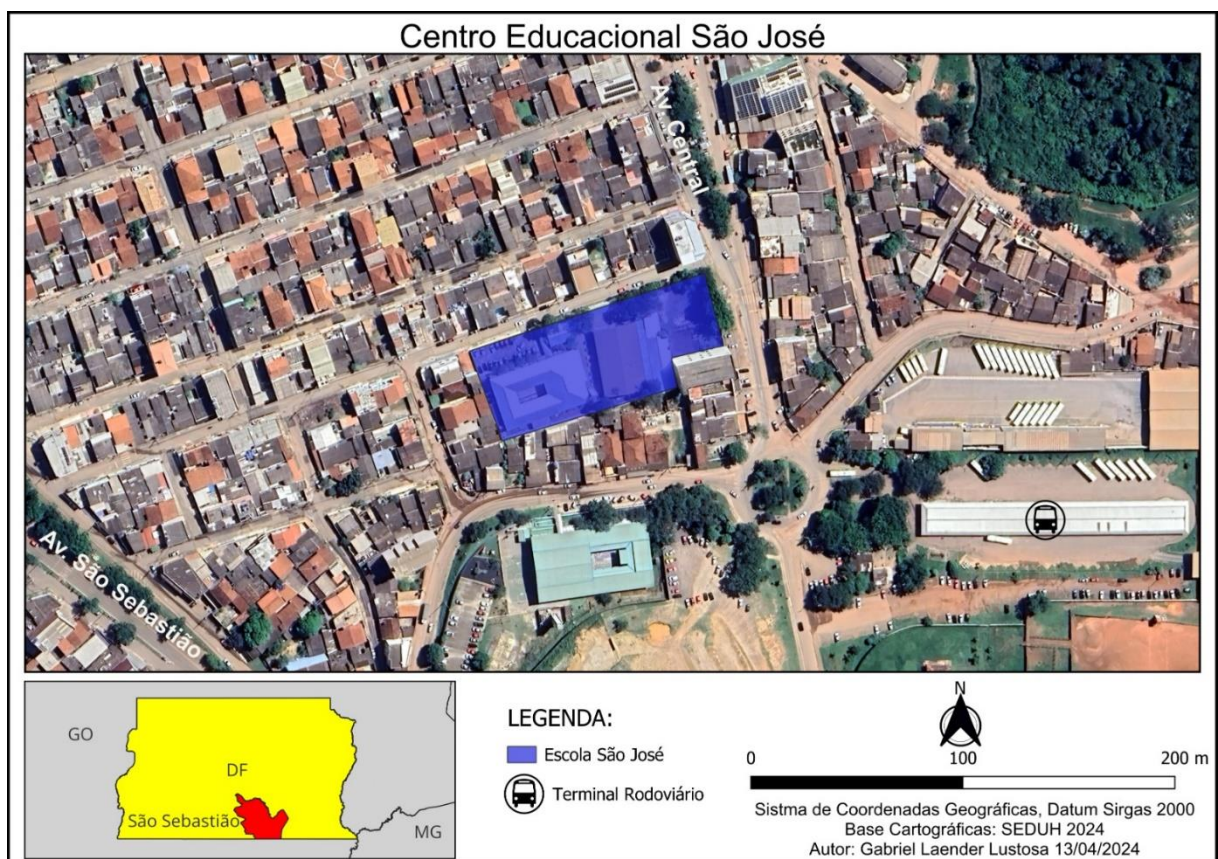 Centro Educacional São José
Av. Central
Av. São Sebastião
GO
DF
São Sebastião
MG
LEGENDA:
Escola São José
Terminal Rodoviário
N
0 100 200 m
Sistma de Coordenadas Geográficas, Datum Sirgas 2000
Base Cartográficas: SEDUH 2024
Autor: Gabriel Laender Lustosa 13/04/2024